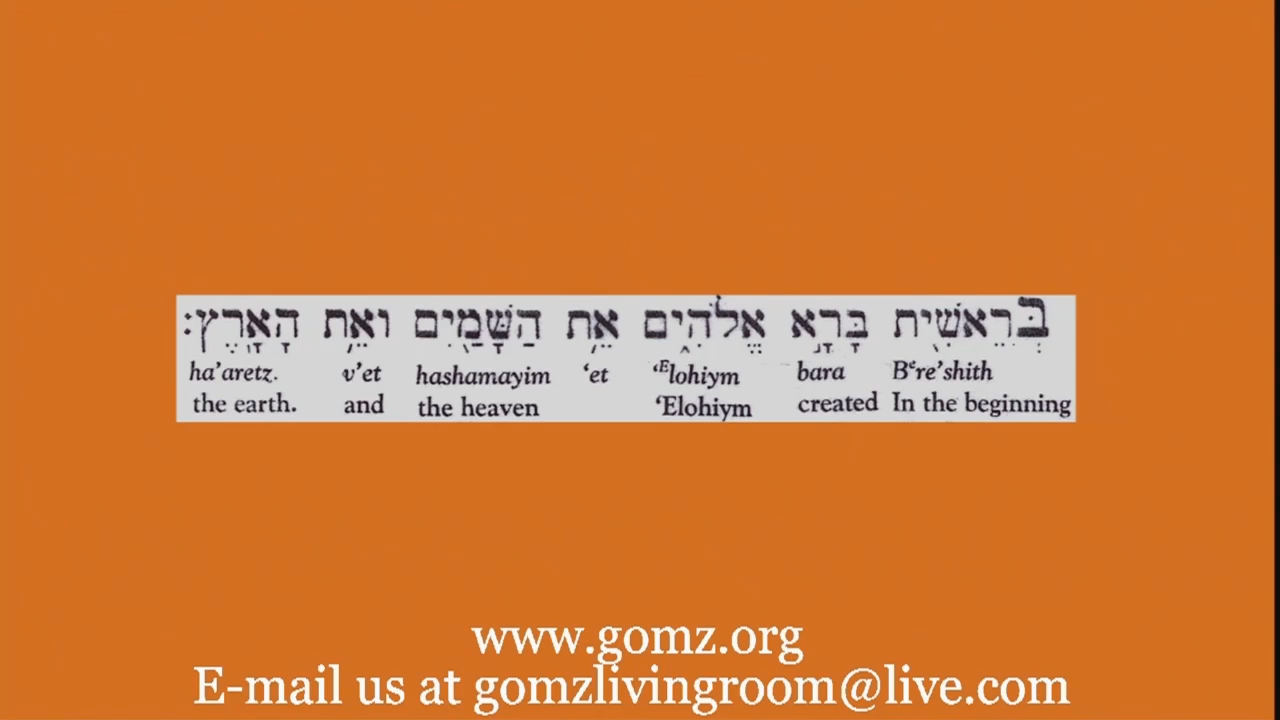 בְּרֵאשִׁ֖ית בָּרָ֣א אֱלֹהִ֑ים אֵ֥ת הַשָּׁמַ֖יִם וְאֵ֥ת הָאָֽרֶץ׃
ha’aretz. v’et hashamayim ‘et ‘Elohiym bara Bere’shith
the earth. and the heaven ‘Elohiym created In the beginning
www.gomz.org
E-mail us at gomzlivingroom@live.com